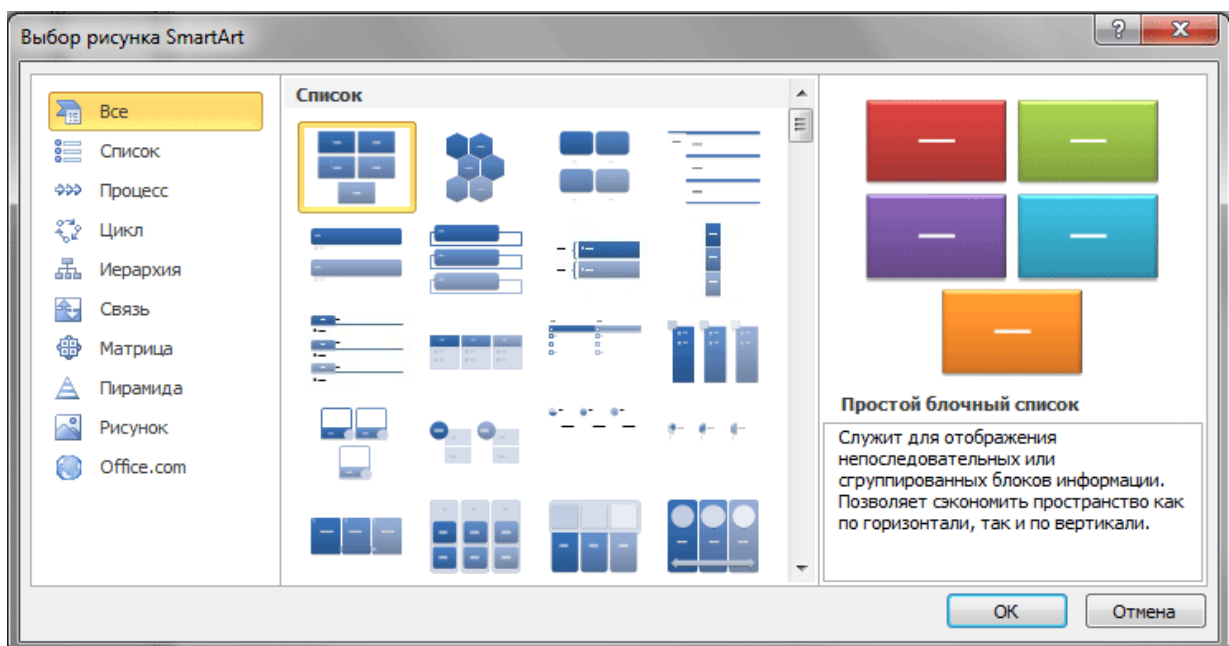 Выбор рисунка SmartArt
Все
Список
Процесс
Цикл
Иерархия
Связь
Матрица
Пирамида
Рисунок
Office.com
Список
Простой блочный список
Служит для отображения
непоследовательных или
сгруппированных блоков информации.
Позволяет сэкономить пространство как
по горизонтали, так и по вертикали.
ОК
Отмена